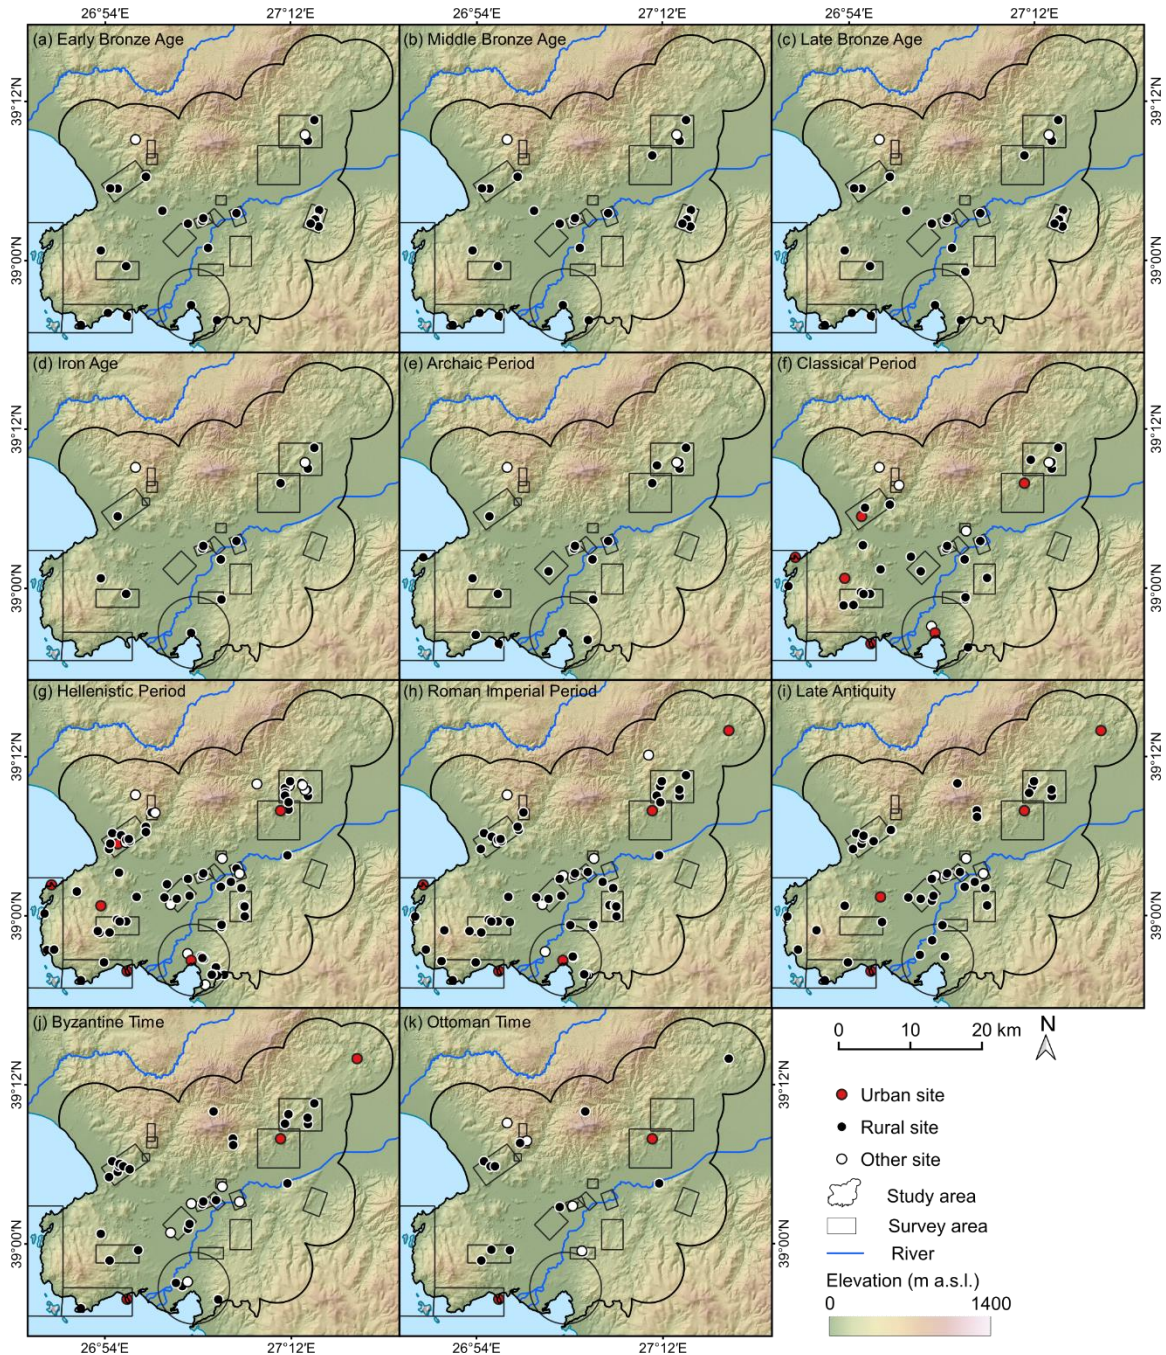 26°54'E 27°12'E 26°54'E 27°12'E 26°54'E 27°12'E
(a) Early Bronze Age (b) Middle Bronze Age (c) Late Bronze Age
39°12'N 39°12'N
39°00'N 39°00'N
(d) Iron Age (e) Archaic Period (f) Classical Period
39°12'N 39°12'N
39°00'N 39°00'N
(g) Hellenistic Period (h) Roman Imperial Period (i) Late Antiquity
39°12'N 39°12'N
39°00'N 39°00'N
(j) Byzantine Time (k) Ottoman Time
0 10 20 km N
39°12'N 39°12'N
Urban site
Rural site
Other site
Study area
Survey area
39°00'N 39°00'N
River
Elevation (m a.s.l.)
0 1400
26°54'E 27°12'E 26°54'E 27°12'E